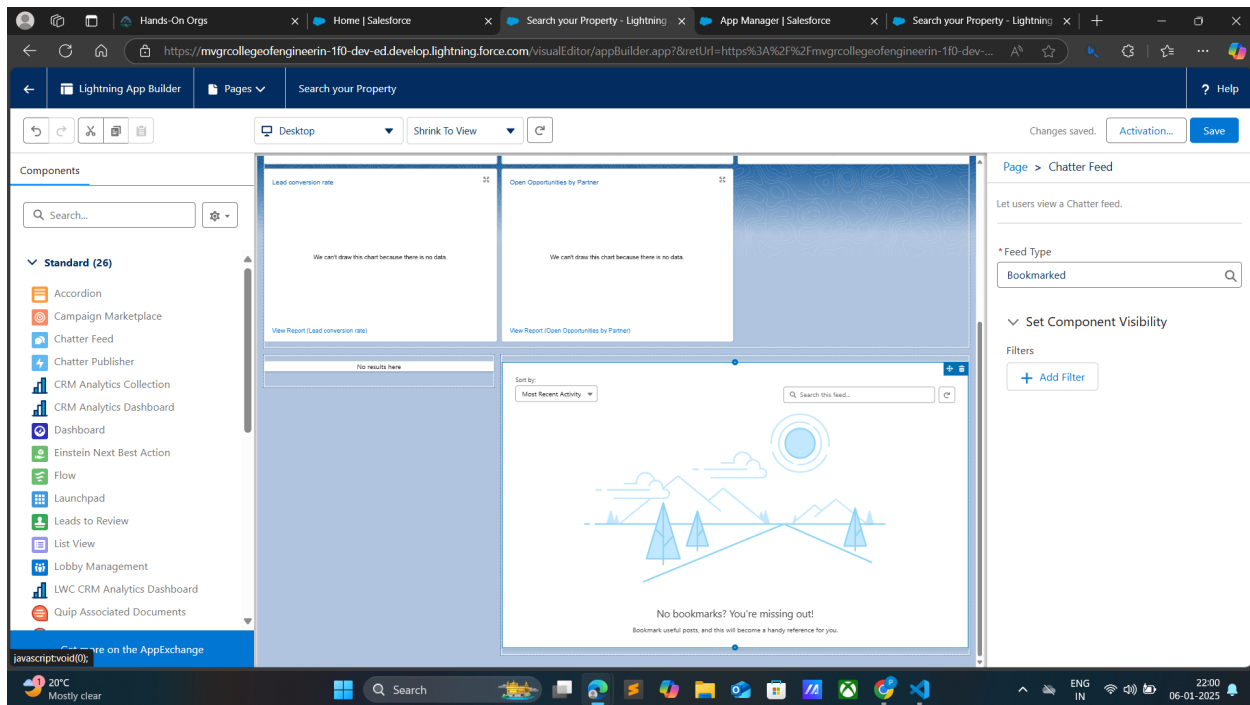 Hands-On Orgs
Home | Salesforce
Search your Property - Lightning
App Manager | Salesforce
Search your Property - Lightning
https://mvgrcollegeofengineerin-1f0-dev-ed.develop.lightning.force.com/visualEditor/appBuilder.app?&retUrl=https%3A%2F%2Fmvgrcollegeofengineerin-1f0-dev-...
Lightning App Builder
Pages
Search your Property
? Help
Desktop
Shrink To View
Changes saved.
Activation...
Save
Components
Search...
Standard (26)
Accordion
Campaign Marketplace
Chatter Feed
Chatter Publisher
CRM Analytics Collection
CRM Analytics Dashboard
Dashboard
Einstein Next Best Action
Flow
Launchpad
Leads to Review
List View
Lobby Management
LWC CRM Analytics Dashboard
Quip Associated Documents
Get more on the AppExchange
javascript:void(0);
Lead conversion rate
We can't draw this chart because there is no data.
View Report (Lead conversion rate)
Open Opportunities by Partner
We can't draw this chart because there is no data.
View Report (Open Opportunities by Partner)
No results here
Sort by:
Most Recent Activity
Search this feed...
No bookmarks? You're missing out!
Bookmark useful posts, and this will become a handy reference for you.
Page > Chatter Feed
Let users view a Chatter feed.
*Feed Type
Bookmarked
Set Component Visibility
Filters
+ Add Filter
1
20°C
Mostly clear
Search
ENG
IN
22:00
06-01-2025